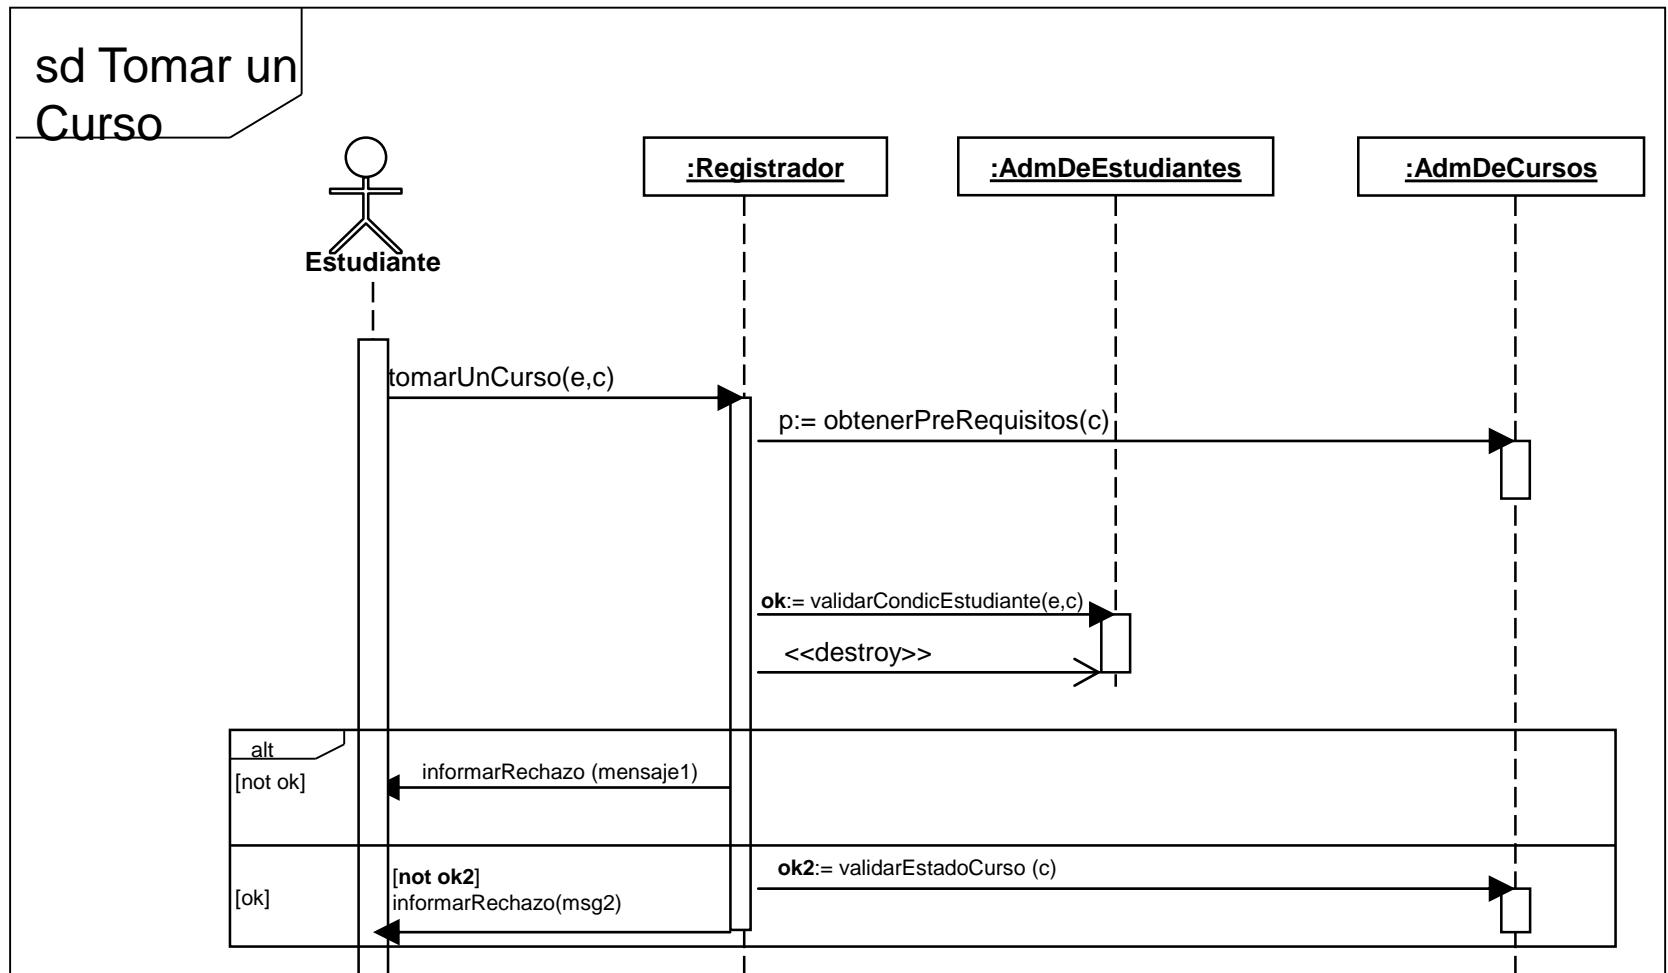 sd Tomar un
Curso
:Registrador
:AdmDeEstudiantes
:AdmDeCursos
Estudiante
tomarUnCurso(e,c)
p:= obtenerPreRequisitos(c)
ok:= validarCondicEstudiante(e,c)
<<destroy>>
alt
[not ok]
informarRechazo (mensaje1)
ok2:= validarEstadoCurso (c)
[ok]
[not ok2]
informarRechazo(msg2)